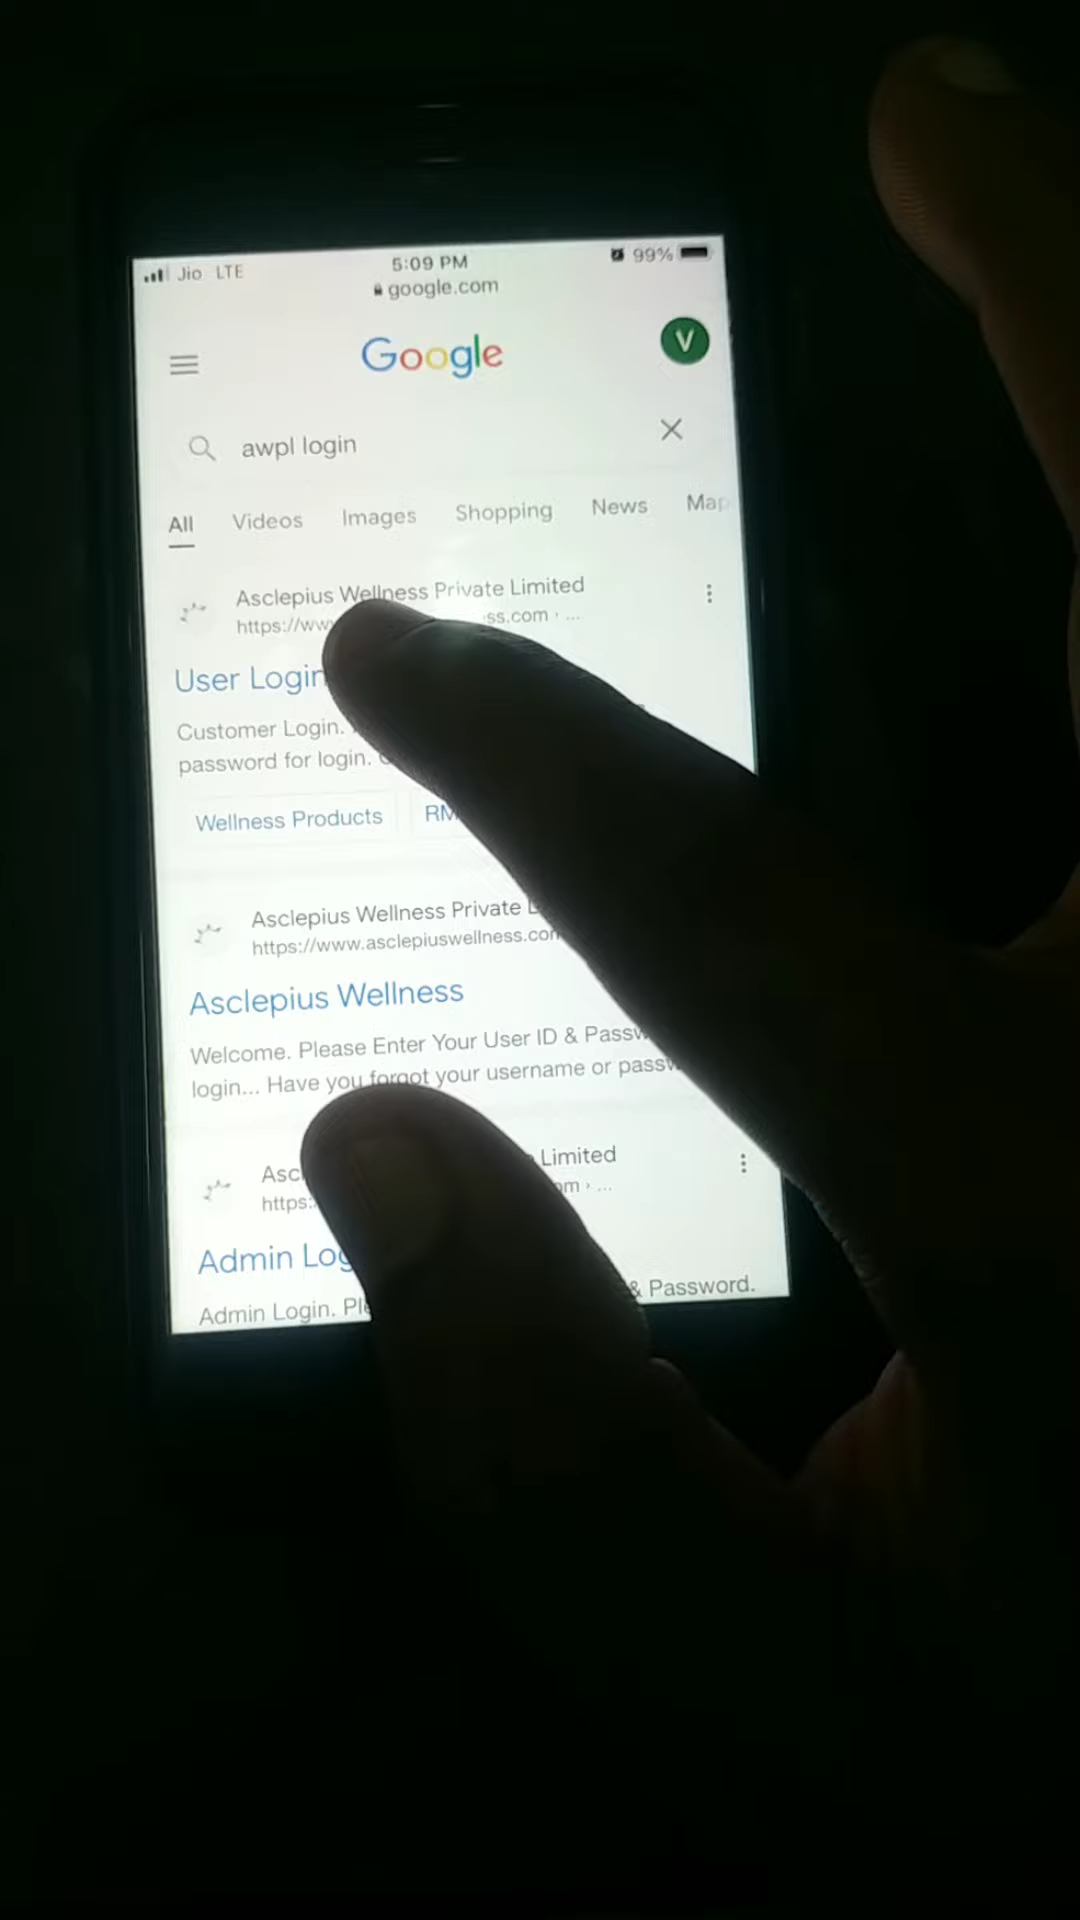 Jio LTE
5:09 PM
99%
google.com
Google
V
awpl login
All Videos Images Shopping News Map
Asclepius Wellness Private Limited
https://www ss.com › ...
User Login
Customer Login.
password for login.
Wellness Products RM
Asclepius Wellness Private
https://www.asclepiuswellness.com
Asclepius Wellness
Welcome. Please Enter Your User ID & Passw
login... Have you forgot your username or passw
Asc Limited
https: om › ...
Admin Log
Admin Login. Ple & Password.